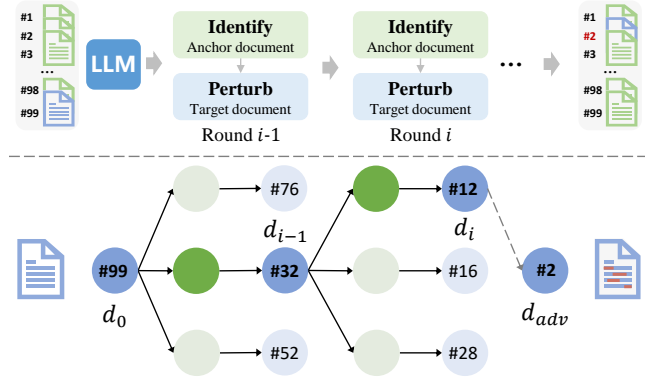 #1
#1
#2
#3
...
#98
#99
LLM
Identify
Anchor document
Perturb
Target document
Round i-1
Identify
Anchor document
Perturb
Target document
Round i
...
#1
#2
#3
...
#98
#99
#76
d_{i-1}
#12
d_i
#99
d_0
#32
#16
#2
d_{adv}
#52
#28